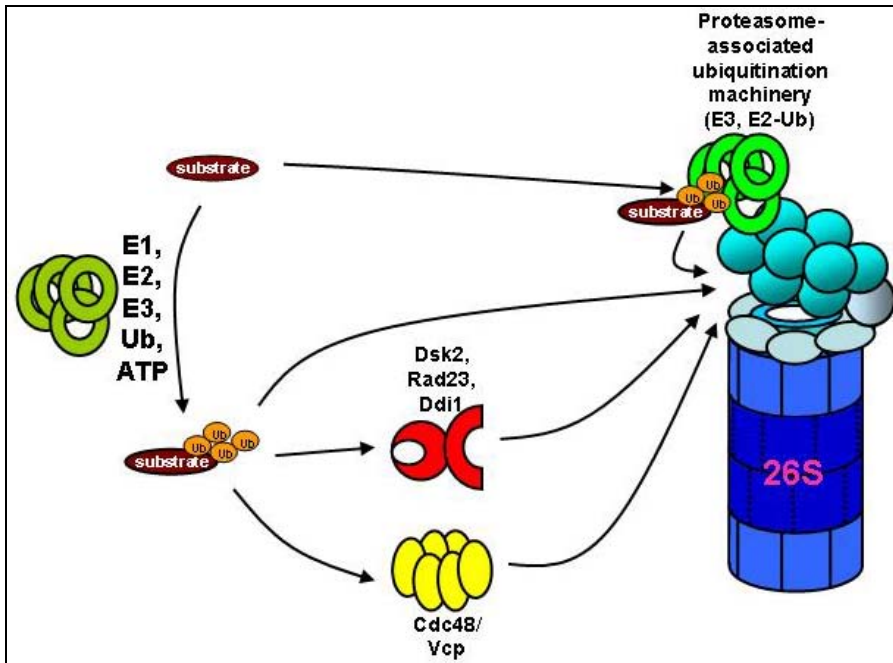 Proteasome-
associated
ubiquitination
machinery
(E3, E2-Ub)
substrate
Ub
Ub
Ub
substrate
E1,
E2,
E3,
Ub,
ATP
Dsk2,
Rad23,
Ddi1
Ub
Ub
Ub
Ub
substrate
26S
Cdc48/
Vcp